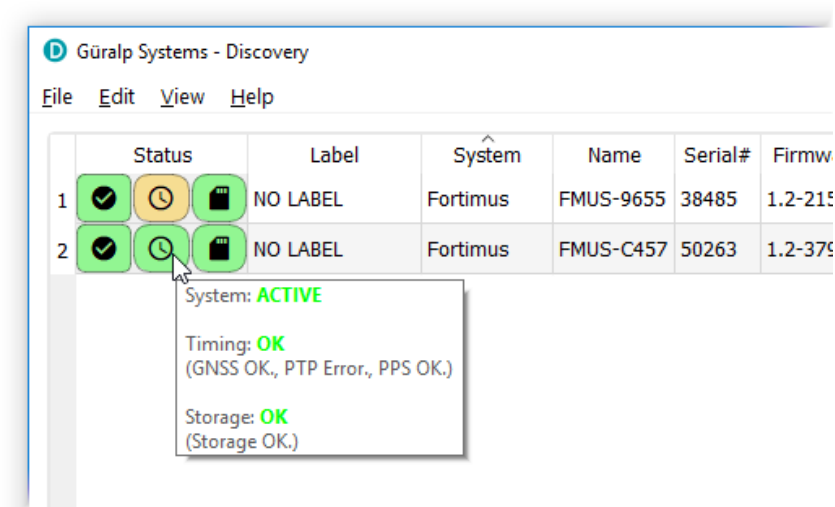 D Güralp Systems - Discovery
File Edit View Help
Status Label System Name Serial# Firmw
1 NO LABEL Fortimus FMUS-9655 38485 1.2-215
2 NO LABEL Fortimus FMUS-C457 50263 1.2-379
System: ACTIVE
Timing: OK
(GNSS OK., PTP Error., PPS OK.)
Storage: OK
(Storage OK.)